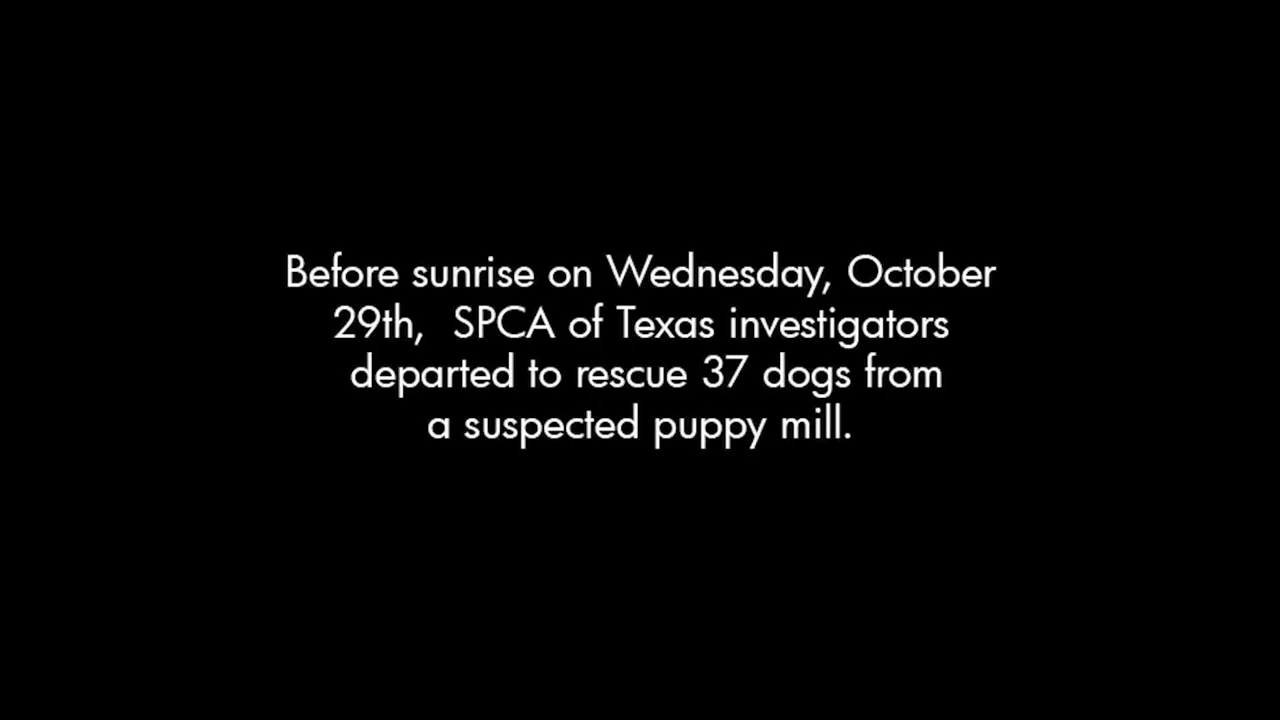 Before sunrise on Wednesday, October
29th,  SPCA of Texas investigators
departed to rescue 37 dogs from
a suspected puppy mill.